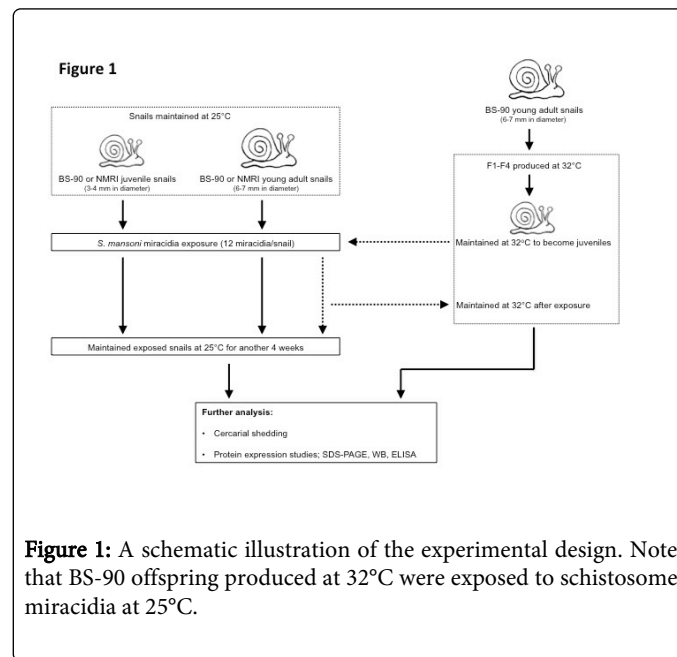 Figure 1
Snails maintained at 25°C
BS-90 or NMRI juvenile snails
(3-4 mm in diameter)
BS-90 or NMRI young adult snails
(6-7 mm in diameter)
S. mansoni miracidia exposure (12 miracidia/snail)
Maintained exposed snails at 25°C for another 4 weeks
BS-90 young adult snails
(6-7 mm in diameter)
F1-F4 produced at 32°C
Maintained at 32°C to become juveniles
Maintained at 32°C after exposure
Further analysis:
• Cercarial shedding
• Protein expression studies; SDS-PAGE, WB, ELISA
Figure 1: A schematic illustration of the experimental design. Note
that BS-90 offspring produced at 32°C were exposed to schistosome
miracidia at 25°C.